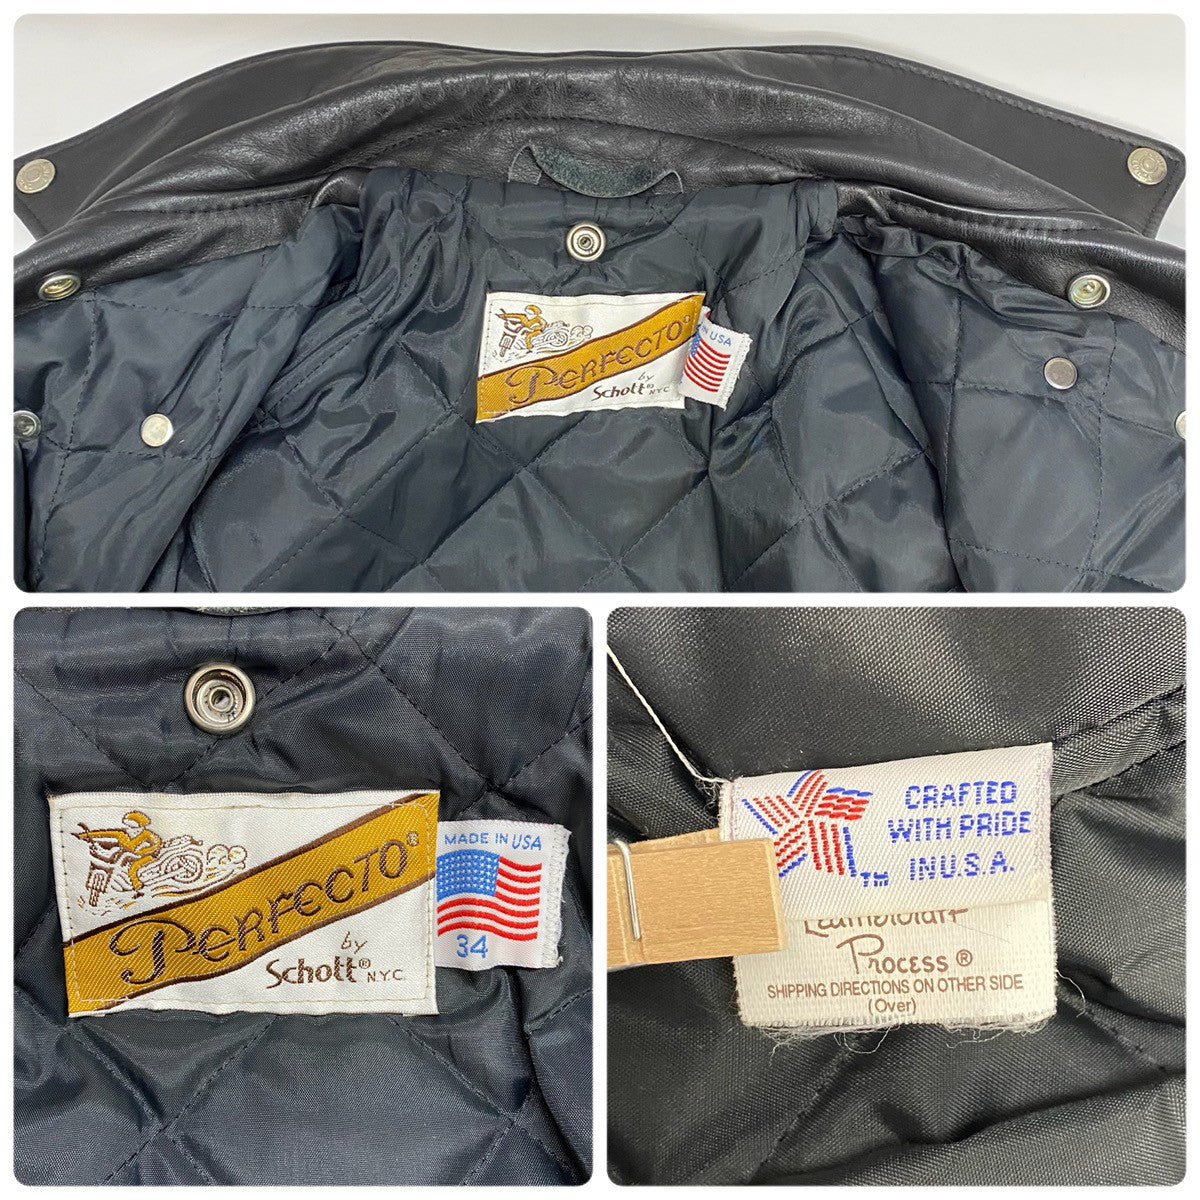 PERFECTO®
by
Schott®
N.Y.C.
IN USA
PERFECTO®
by
Schott®
N.Y.C.
MADE IN USA
34
CRAFTED
WITH PRIDE
IN U.S.A.
TM
Process®
SHIPPING DIRECTIONS ON OTHER SIDE
(Over)